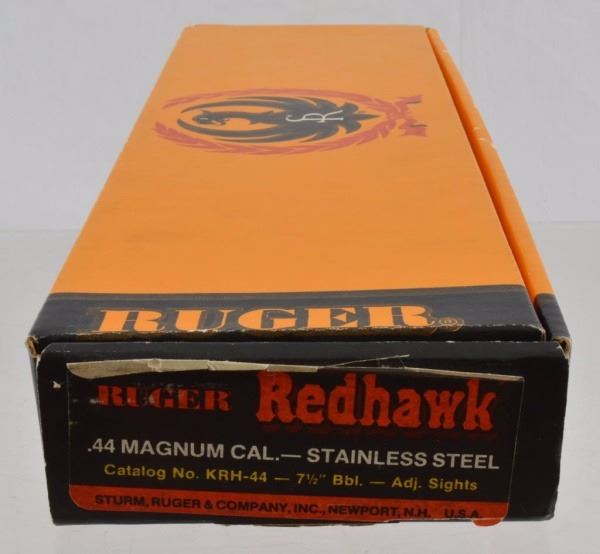 SR
RUGER®
RUGER Redhawk
.44 MAGNUM CAL.— STAINLESS STEEL
Catalog No. KRH-44 — 7½" Bbl. — Adj. Sights
STURM, RUGER & COMPANY, INC., NEWPORT, N.H. U.S.A.